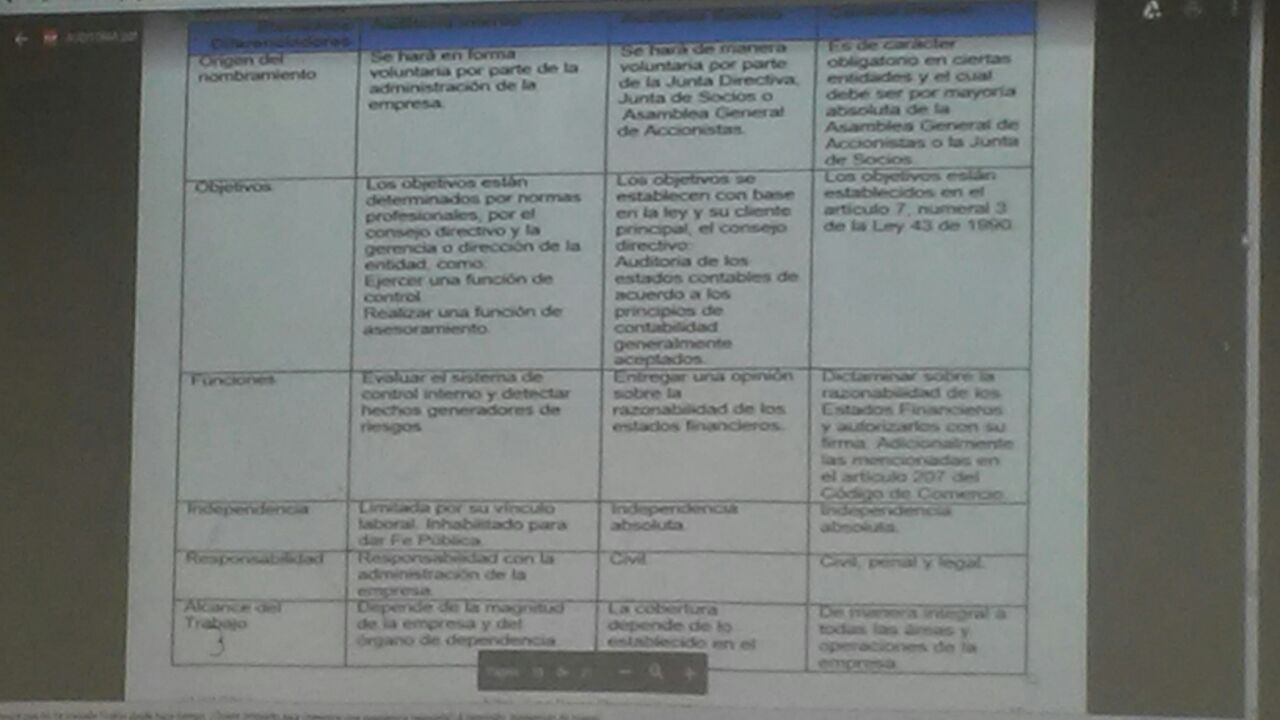 AUDITORIA.pdf
Elementos
Diferenciadores
Auditoría Interna
Auditoría Externa
Origen del
nombramiento
Se hará en forma
voluntaria por parte de la
administración de la
empresa.
Se hará de manera
voluntaria por parte
de la Junta Directiva,
Junta de Socios o
Asamblea General
de Accionistas.
Es de carácter
obligatorio en ciertas
entidades y el cual
debe ser por mayoría
absoluta de la
Asamblea General de
Accionistas o la Junta
de Socios.
Objetivos
Los objetivos están
determinados por normas
profesionales, por el
consejo directivo y la
gerencia o dirección de la
entidad, como:
Ejercer una función de
control
Realizar una función de
asesoramiento.
Los objetivos se
establecen con base
en la ley y su cliente
principal, el consejo
directivo:
Auditoria de los
estados contables de
acuerdo a los
principios de
contabilidad
generalmente
aceptados.
Los objetivos están
establecidos en el
artículo 7, numeral 3
de la Ley 43 de 1990.
Funciones
Evaluar el sistema de
control interno y detectar
hechos generadores de
riesgos
Entregar una opinión
sobre la
razonabilidad de los
estados financieros.
Dictaminar sobre la
razonabilidad de los
Estados Financieros
y autorizarlos con su
firma. Adicionalmente
las mencionadas en
el artículo 207 del
Código de Comercio.
Independencia
Limitada por su vínculo
laboral. Inhabilitado para
dar Fe Pública.
Independencia
absoluta.
Independencia
absoluta.
Responsabilidad
Responsabilidad con la
administración de la
empresa.
Civil.
Civil, penal y legal.
Alcance del
Trabajo
Depende de la magnitud
de la empresa y del
órgano de dependencia
La cobertura
depende de lo
establecido en el
De manera integral a
todas las áreas y
operaciones de la
empresa.
Página